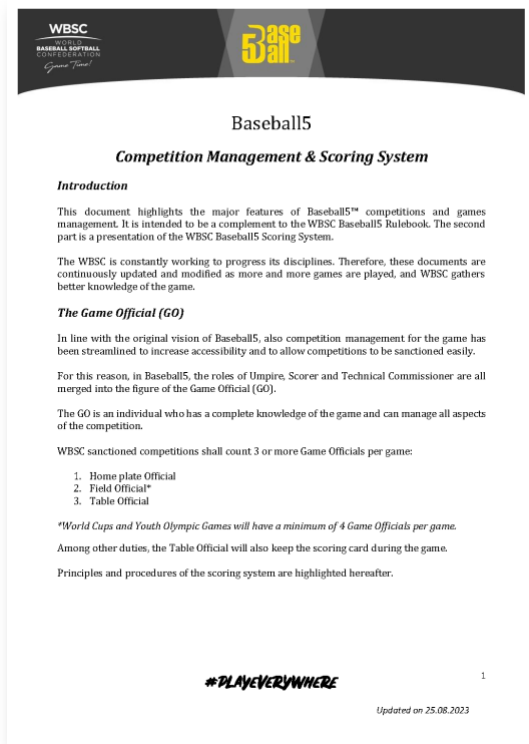 WBSC
WORLD
BASEBALL SOFTBALL
CONFEDERATION
Game Time!
5Baseball™
Baseball5
Competition Management & Scoring System
Introduction
This document highlights the major features of Baseball5™ competitions and games
management. It is intended to be a complement to the WBSC Baseball5 Rulebook. The second
part is a presentation of the WBSC Baseball5 Scoring System.
The WBSC is constantly working to progress its disciplines. Therefore, these documents are
continuously updated and modified as more and more games are played, and WBSC gathers
better knowledge of the game.
The Game Official (GO)
In line with the original vision of Baseball5, also competition management for the game has
been streamlined to increase accessibility and to allow competitions to be sanctioned easily.
For this reason, in Baseball5, the roles of Umpire, Scorer and Technical Commissioner are all
merged into the figure of the Game Official (GO).
The GO is an individual who has a complete knowledge of the game and can manage all aspects
of the competition.
WBSC sanctioned competitions shall count 3 or more Game Officials per game:
1. Home plate Official
2. Field Official*
3. Table Official
*World Cups and Youth Olympic Games will have a minimum of 4 Game Officials per game.
Among other duties, the Table Official will also keep the scoring card during the game.
Principles and procedures of the scoring system are highlighted hereafter.
#PLAYEVERYWHERE
1
Updated on 25.08.2023